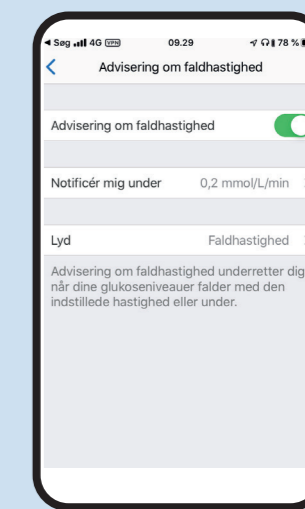 Søg 4G VPN 09.29 78 %
Advisering om faldhastighed
Advisering om faldhastighed
Notificér mig under 0,2 mmol/L/min
Lyd Faldhastighed
Advisering om faldhastighed underretter dig,
når dine glukoseniveauer falder med den
indstillede hastighed eller under.